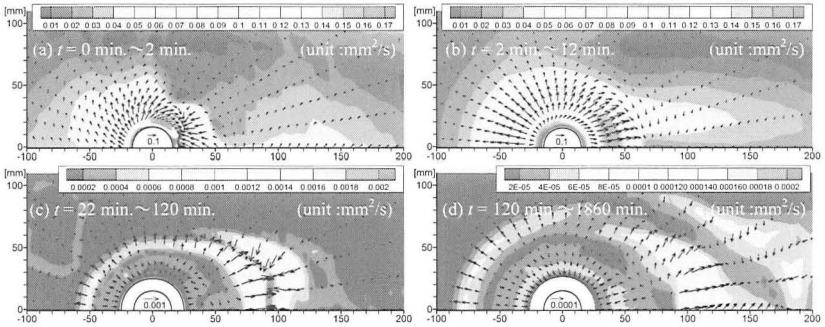 [mm]
0.01 0.02 0.03 0.04 0.05 0.06 0.07 0.08 0.09 0.1 0.11 0.12 0.13 0.14 0.15 0.16 0.17
100
(a) t = 0 min. ~ 2 min. (unit :mm²/s)
50
0.1
0
-100 -50 0 50 100 150 200
[mm]
0.01 0.02 0.03 0.04 0.05 0.06 0.07 0.08 0.09 0.1 0.11 0.12 0.13 0.14 0.15 0.16 0.17
100
(b) t = 2 min. ~ 12 min. (unit :mm²/s)
50
0.1
0
-100 -50 0 50 100 150 200
[mm]
0.0002 0.0004 0.0006 0.0008 0.001 0.0012 0.0014 0.0016 0.0018 0.002
100
(c) t = 22 min. ~ 120 min. (unit :mm²/s)
50
0.001
0
-100 -50 0 50 100 150 200
[mm]
2E-05 4E-05 6E-05 8E-05 0.0001 0.00012 0.00014 0.00016 0.00018 0.0002
100
(d) t = 120 min. ~ 1860 min. (unit :mm²/s)
50
0.0001
0
-100 -50 0 50 100 150 200